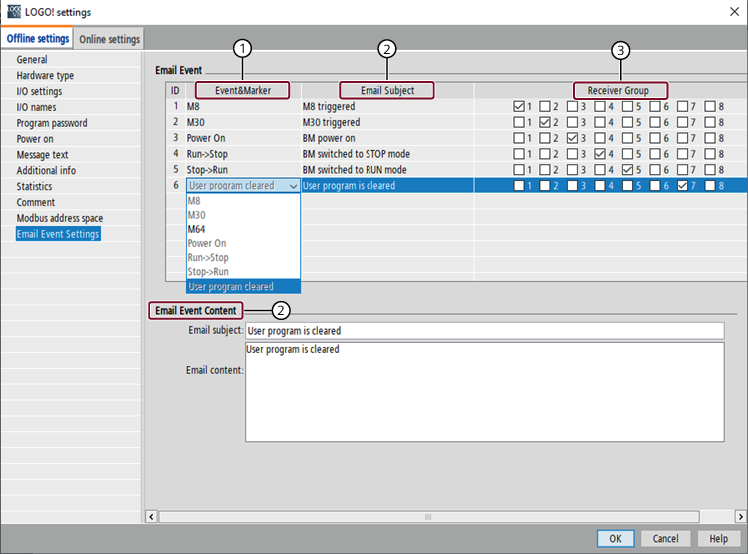 LOGO! settings
Offline settings Online settings
General
Hardware type
I/O settings
I/O names
Program password
Power on
Message text
Additional info
Statistics
Comment
Modbus address space
Email Event Settings
1 2 3
Email Event
ID Event&Marker Email Subject Receiver Group
1 M8 M8 triggered 1 2 3 4 5 6 7 8
2 M30 M30 triggered 1 2 3 4 5 6 7 8
3 Power On BM power on 1 2 3 4 5 6 7 8
4 Run->Stop BM switched to STOP mode 1 2 3 4 5 6 7 8
5 Stop->Run BM switched to RUN mode 1 2 3 4 5 6 7 8
6 User program cleared User program is cleared 1 2 3 4 5 6 7 8
M8
M30
M64
Power On
Run->Stop
Stop->Run
User program cleared
Email Event Content 2
Email subject: User program is cleared
Email content: User program is cleared
OK Cancel Help